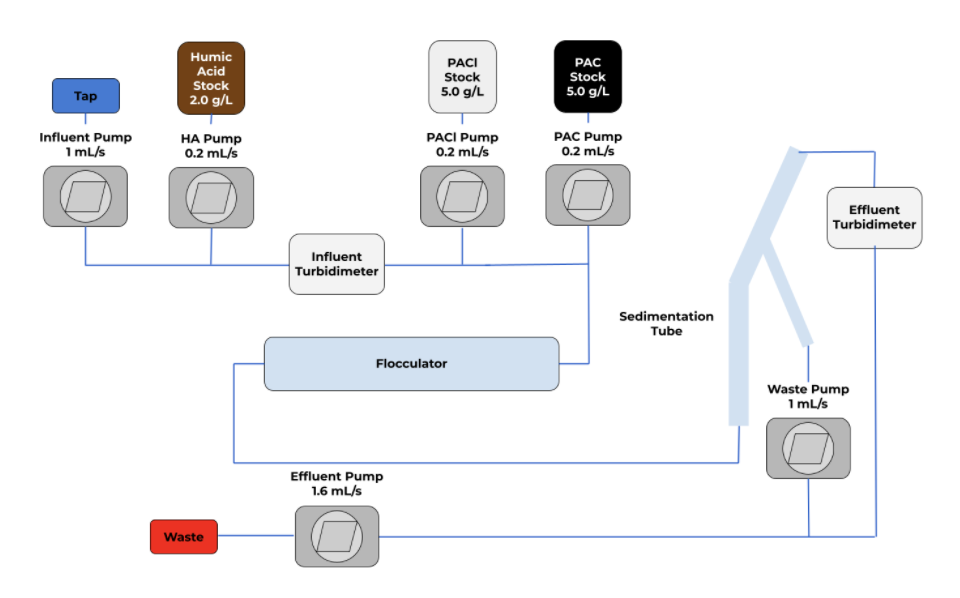 Tap
Humic
Acid
Stock
2.0 g/L
PACl
Stock
5.0 g/L
PAC
Stock
5.0 g/L
Influent Pump
1 mL/s
HA Pump
0.2 mL/s
PACl Pump
0.2 mL/s
PAC Pump
0.2 mL/s
Effluent
Turbidimeter
Influent
Turbidimeter
Sedimentation
Tube
Flocculator
Waste Pump
1 mL/s
Effluent Pump
1.6 mL/s
Waste